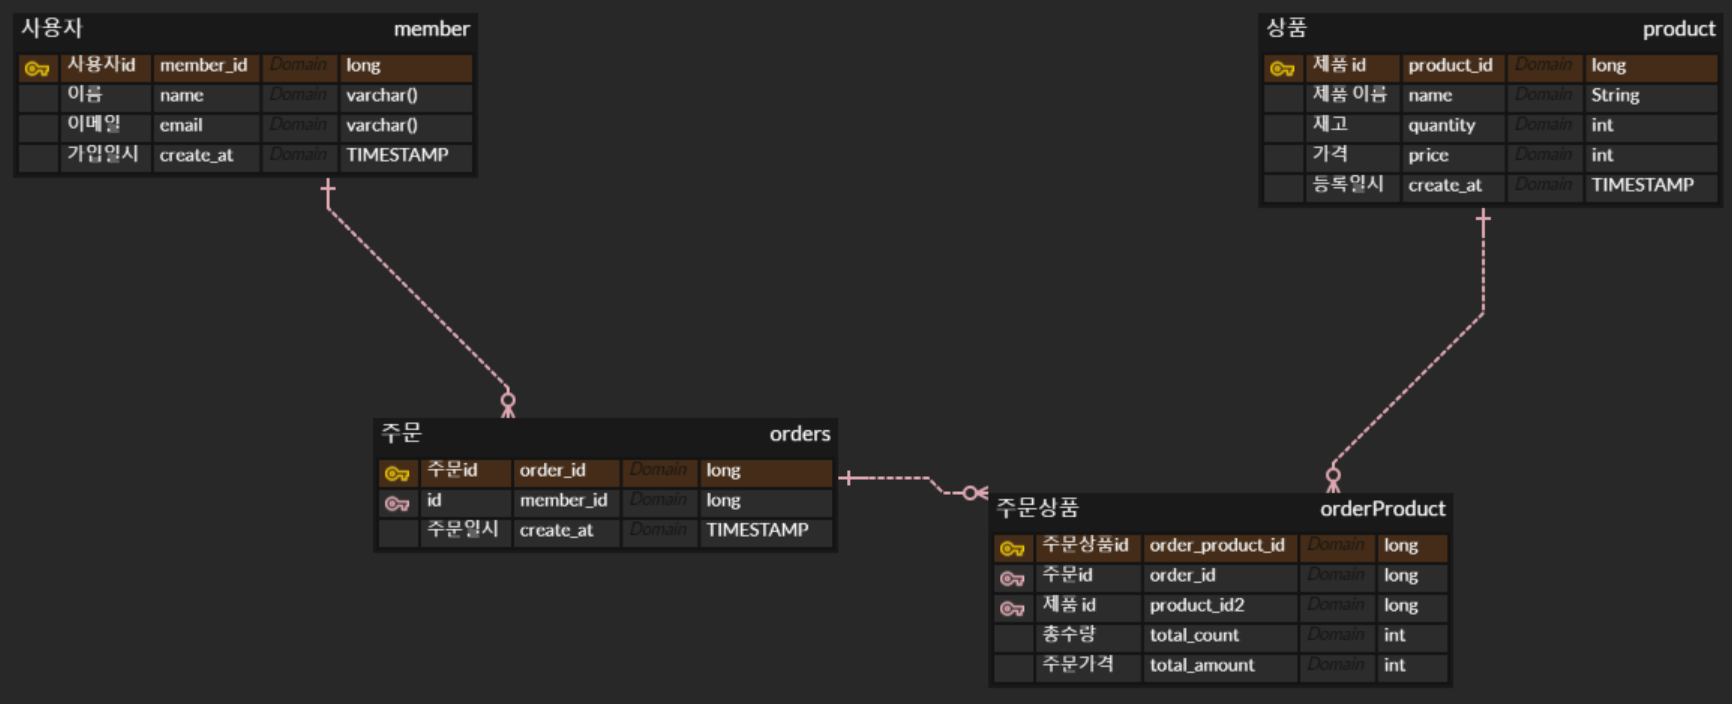 사용자 member
사용자id member_id Domain long
이름 name Domain varchar()
이메일 email Domain varchar()
가입일시 create_at Domain TIMESTAMP
상품 product
제품 id product_id Domain long
제품 이름 name Domain String
재고 quantity Domain int
가격 price Domain int
등록일시 create_at Domain TIMESTAMP
주문 orders
주문id order_id Domain long
id member_id Domain long
주문일시 create_at Domain TIMESTAMP
주문상품 orderProduct
주문상품id order_product_id Domain long
주문id order_id Domain long
제품 id product_id2 Domain long
총수량 total_count Domain int
주문가격 total_amount Domain int